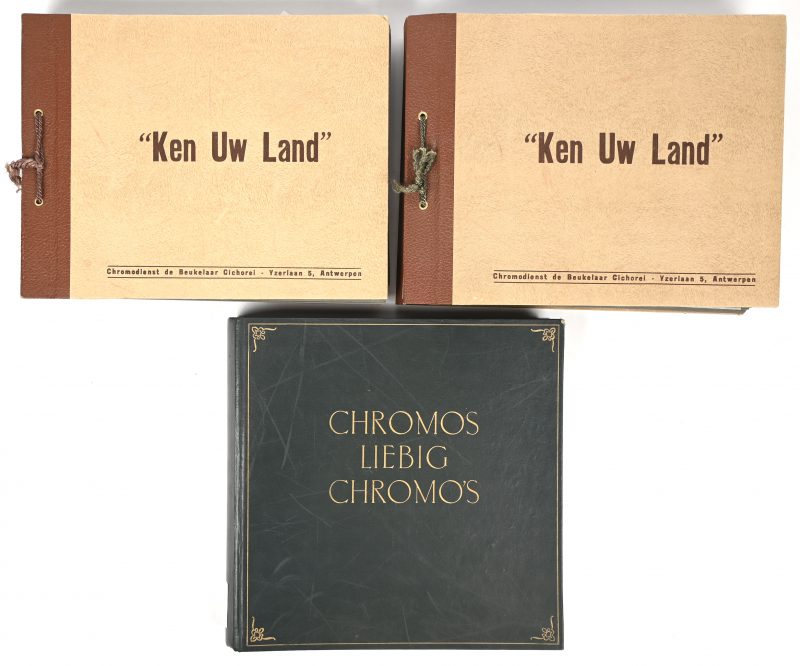 “Ken Uw Land”
Chromodienst de Beukelaar Cichorei - Yzerlaan 5, Antwerpen
“Ken Uw Land”
Chromodienst de Beukelaar Cichorei - Yzerlaan 5, Antwerpen
CHROMOS
LIEBIG
CHROMO'S